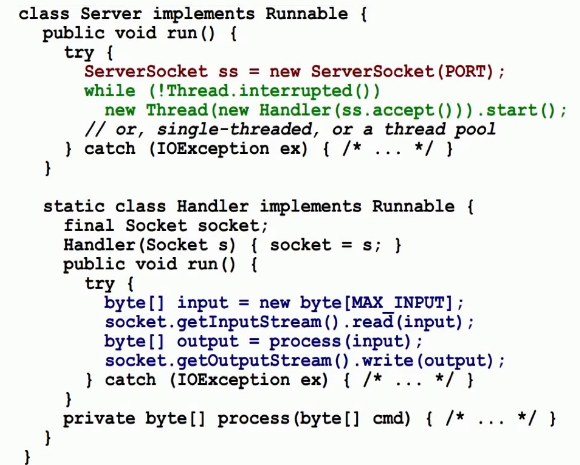 class Server implements Runnable {
public void run() {
try {
ServerSocket ss = new ServerSocket(PORT);
while (!Thread.interrupted())
new Thread(new Handler(ss.accept())).start();
// or, single-threaded, or a thread pool
} catch (IOException ex) { /* ... */ }
}
static class Handler implements Runnable {
final Socket socket;
Handler(Socket s) { socket = s; }
public void run() {
try {
byte[] input = new byte[MAX_INPUT];
socket.getInputStream().read(input);
byte[] output = process(input);
socket.getOutputStream().write(output);
} catch (IOException ex) { /* ... */ }
}
private byte[] process(byte[] cmd) { /* ... */ }
}
}